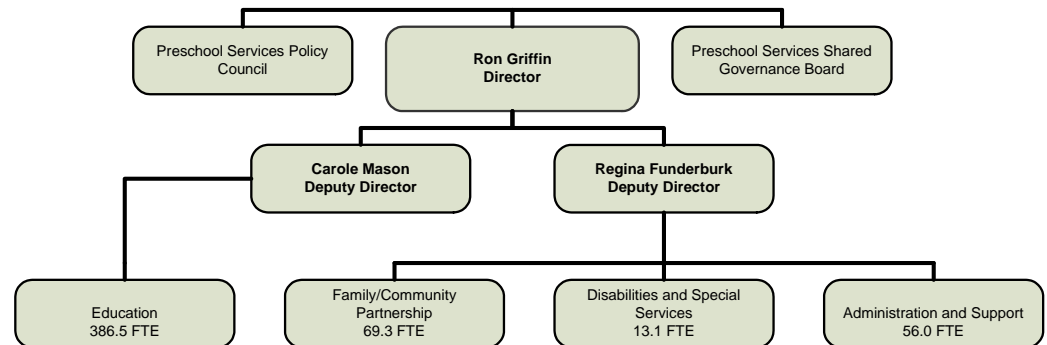 Preschool Services Policy
Council
Ron Griffin
Director
Preschool Services Shared
Governance Board
Carole Mason
Deputy Director
Regina Funderburk
Deputy Director
Education
386.5 FTE
Family/Community
Partnership
69.3 FTE
Disabilities and Special
Services
13.1 FTE
Administration and Support
56.0 FTE